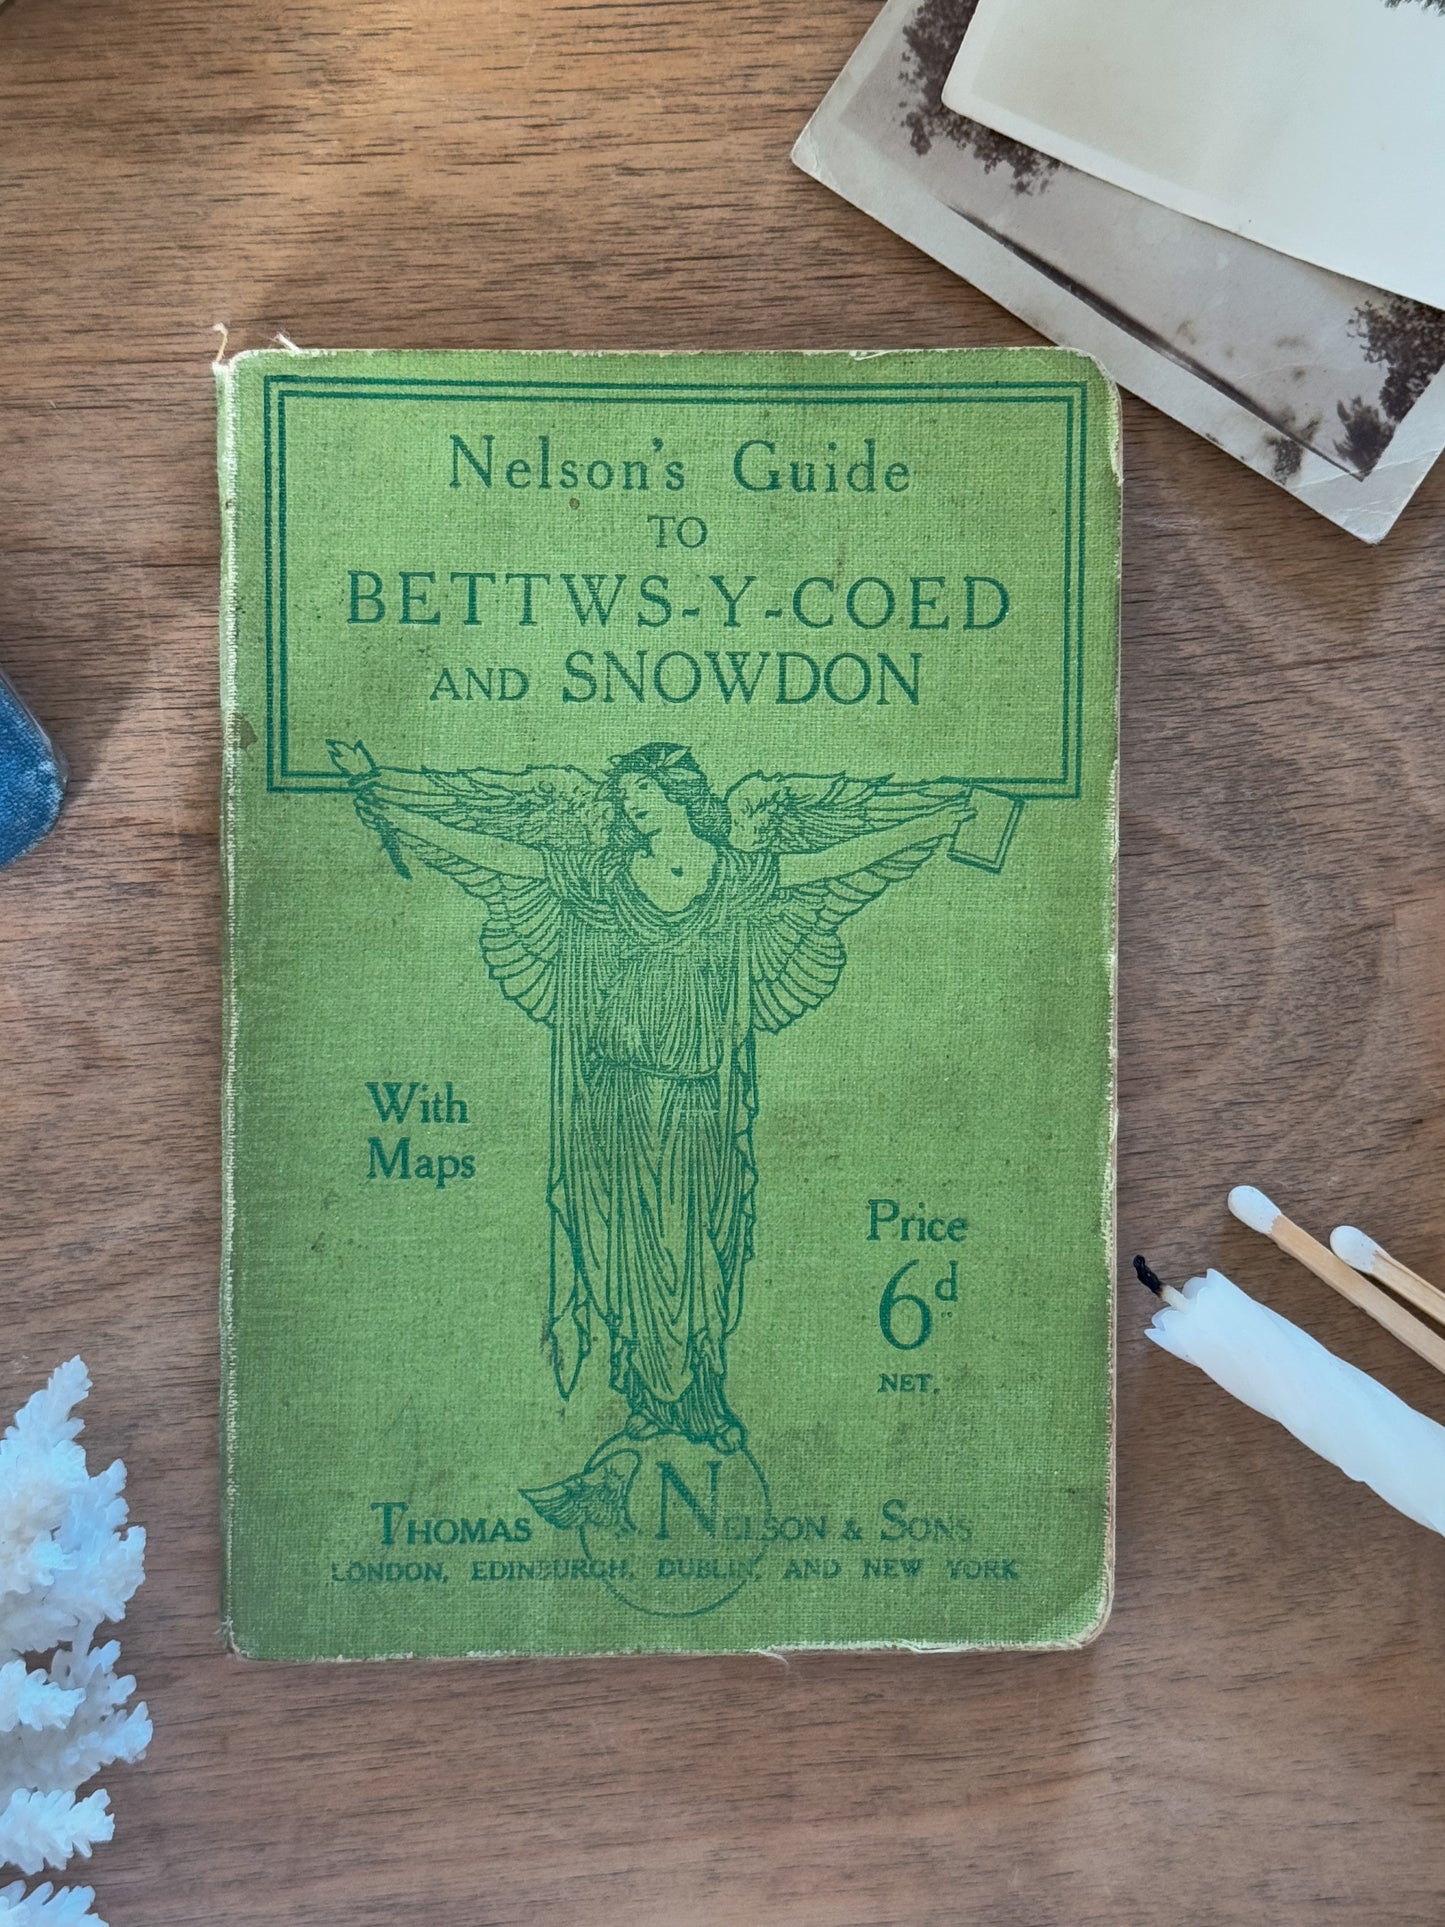 Nelson's Guide
TO
BETTWS-Y-COED
AND SNOWDON
With
Maps
Price
6d
NET.
THOMAS NELSON & SONS
LONDON, EDINBURGH, DUBLIN, AND NEW YORK